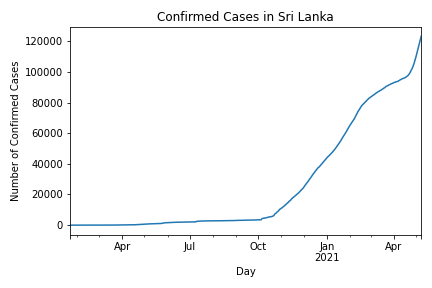 Confirmed Cases in Sri Lanka
Number of Confirmed Cases
120000
100000
80000
60000
40000
20000
0
Apr
Jul
Oct
Jan
2021
Apr
Day